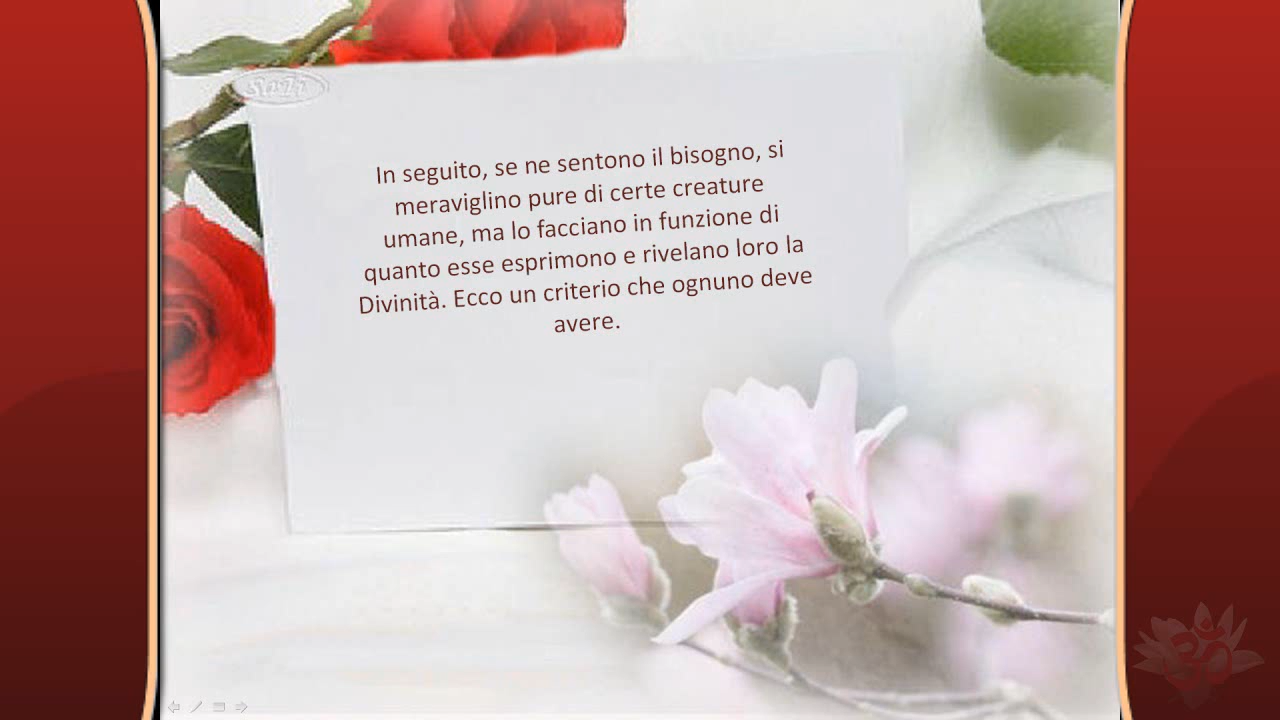 In seguito, se ne sentono il bisogno, si
meraviglino pure di certe creature
umane, ma lo facciano in funzione di
quanto esse esprimono e rivelano loro la
Divinità. Ecco un criterio che ognuno deve
avere.